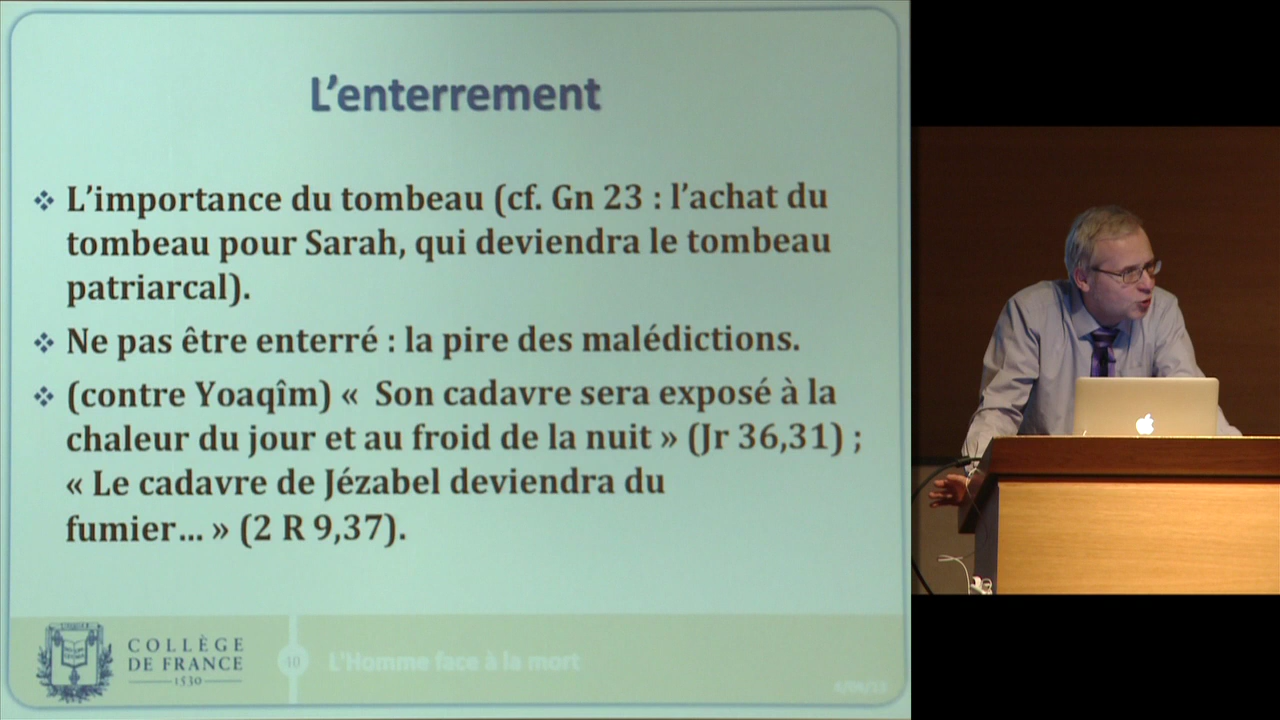 L'enterrement
❖ L'importance du tombeau (cf. Gn 23 : l'achat du
tombeau pour Sarah, qui deviendra le tombeau
patriarcal).
❖ Ne pas être enterré : la pire des malédictions.
❖ (contre Yoaqîm) «  Son cadavre sera exposé à la
chaleur du jour et au froid de la nuit » (Jr 36,31) ;
« Le cadavre de Jézabel deviendra du
fumier… » (2 R 9,37).
COLLÈGE
DE FRANCE
1530
10
L'Homme face à la mort